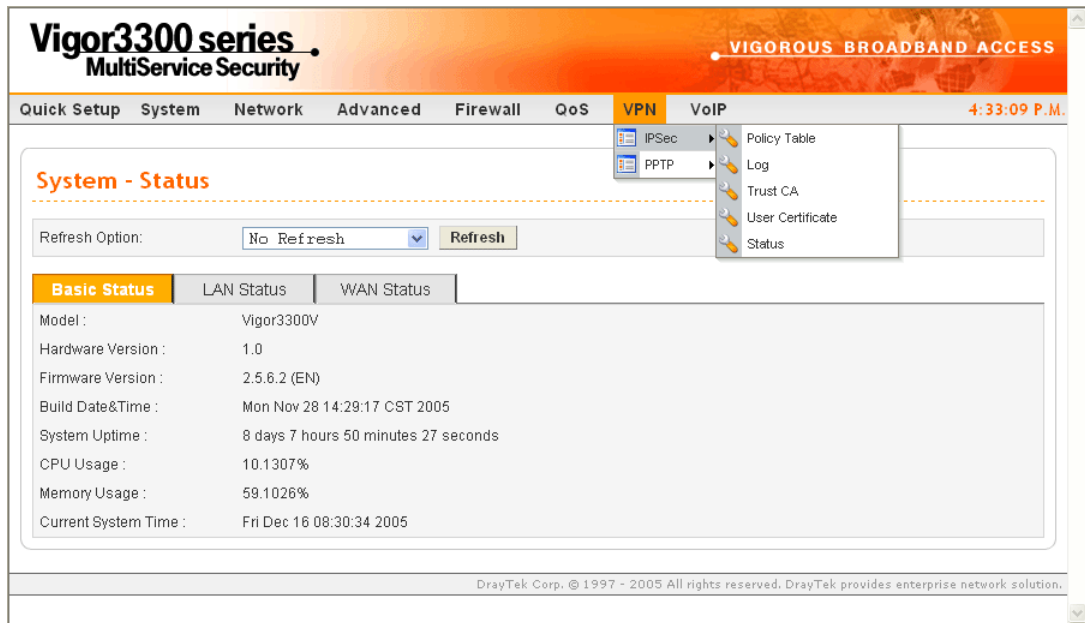 Vigor3300 series
MultiService Security
VIGOROUS BROADBAND ACCESS
Quick Setup System Network Advanced Firewall QoS VPN VoIP 4:33:09 P.M.
IPSec
PPTP
Policy Table
Log
Trust CA
User Certificate
Status
System - Status
Refresh Option: No Refresh Refresh
Basic Status LAN Status WAN Status
Model : Vigor3300V
Hardware Version : 1.0
Firmware Version : 2.5.6.2 (EN)
Build Date&Time : Mon Nov 28 14:29:17 CST 2005
System Uptime : 8 days 7 hours 50 minutes 27 seconds
CPU Usage : 10.1307%
Memory Usage : 59.1026%
Current System Time : Fri Dec 16 08:30:34 2005
DrayTek Corp. © 1997 - 2005 All rights reserved. DrayTek provides enterprise network solution.